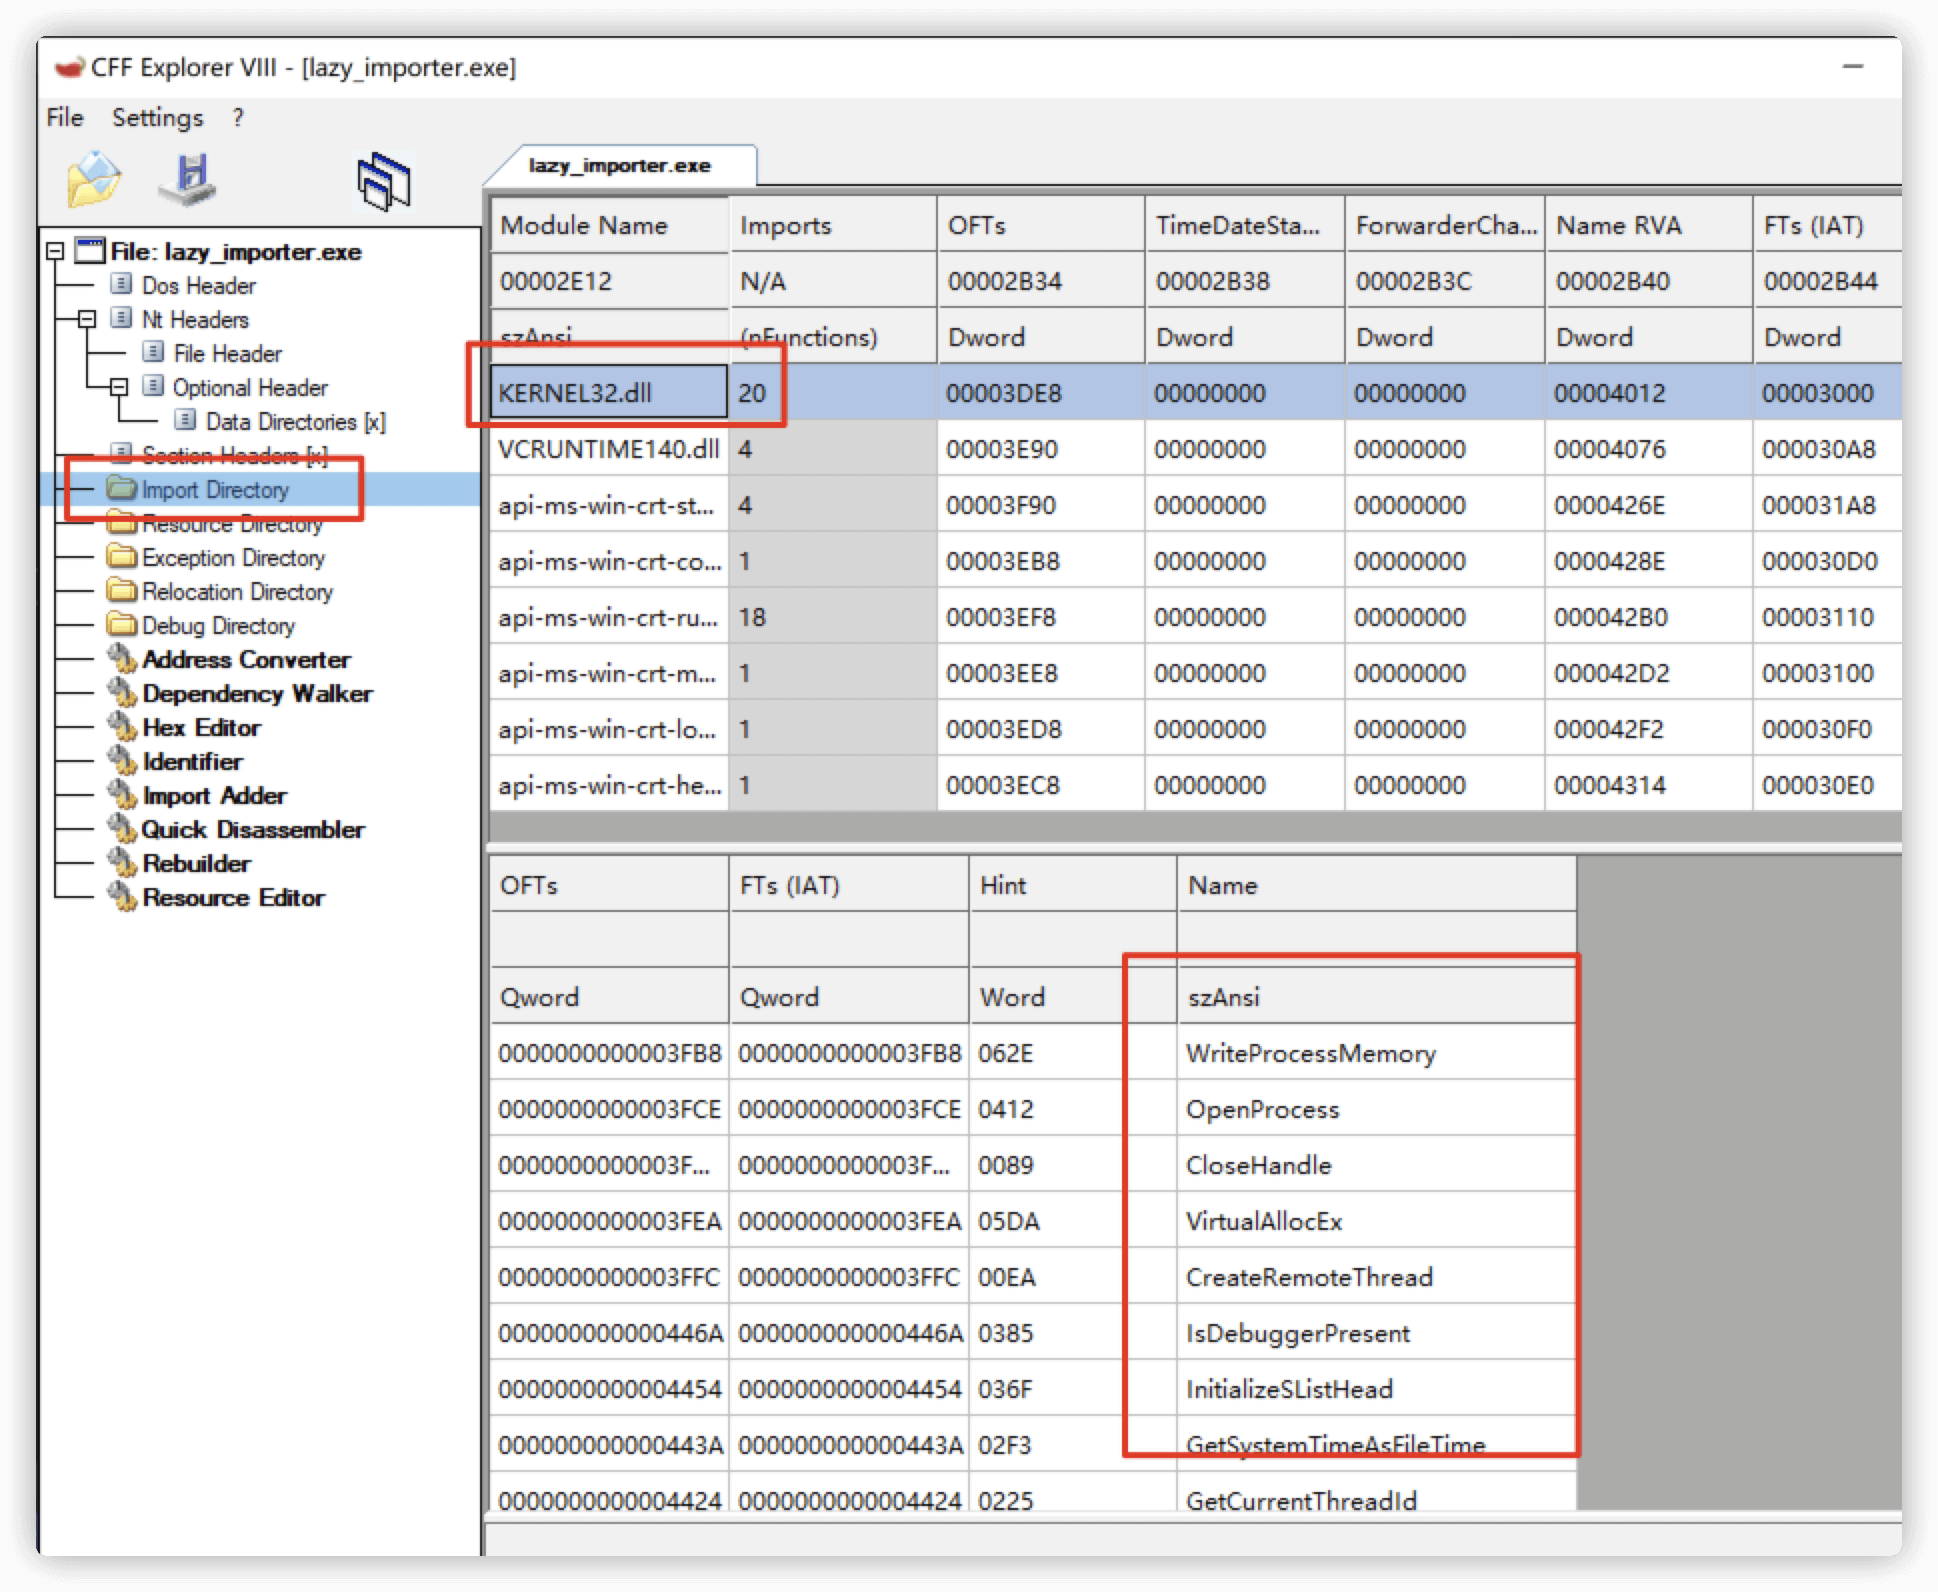 CFF Explorer VIII - [lazy_importer.exe]
File Settings ?
lazy_importer.exe
File: lazy_importer.exe
Dos Header
Nt Headers
File Header
Optional Header
Data Directories [x]
Section Headers [x]
Import Directory
Resource Directory
Exception Directory
Relocation Directory
Debug Directory
Address Converter
Dependency Walker
Hex Editor
Identifier
Import Adder
Quick Disassembler
Rebuilder
Resource Editor
Module Name Imports OFTs TimeDateSta... ForwarderCha... Name RVA FTs (IAT)
00002E12 N/A 00002B34 00002B38 00002B3C 00002B40 00002B44
szAnsi (nFunctions) Dword Dword Dword Dword Dword
KERNEL32.dll 20 00003DE8 00000000 00000000 00004012 00003000
VCRUNTIME140.dll 4 00003E90 00000000 00000000 00004076 000030A8
api-ms-win-crt-st... 4 00003F90 00000000 00000000 0000426E 000031A8
api-ms-win-crt-co... 1 00003EB8 00000000 00000000 0000428E 000030D0
api-ms-win-crt-ru... 18 00003EF8 00000000 00000000 000042B0 00003110
api-ms-win-crt-m... 1 00003EE8 00000000 00000000 000042D2 00003100
api-ms-win-crt-lo... 1 00003ED8 00000000 00000000 000042F2 000030F0
api-ms-win-crt-he... 1 00003EC8 00000000 00000000 00004314 000030E0
OFTs FTs (IAT) Hint Name
Qword Qword Word szAnsi
0000000000003FB8 0000000000003FB8 062E WriteProcessMemory
0000000000003FCE 0000000000003FCE 0412 OpenProcess
0000000000003F... 0000000000003F... 0089 CloseHandle
0000000000003FEA 0000000000003FEA 05DA VirtualAllocEx
0000000000003FFC 0000000000003FFC 00EA CreateRemoteThread
000000000000446A 000000000000446A 0385 IsDebuggerPresent
0000000000004454 0000000000004454 036F InitializeSListHead
000000000000443A 000000000000443A 02F3 GetSystemTimeAsFileTime
0000000000004424 0000000000004424 0225 GetCurrentThreadId